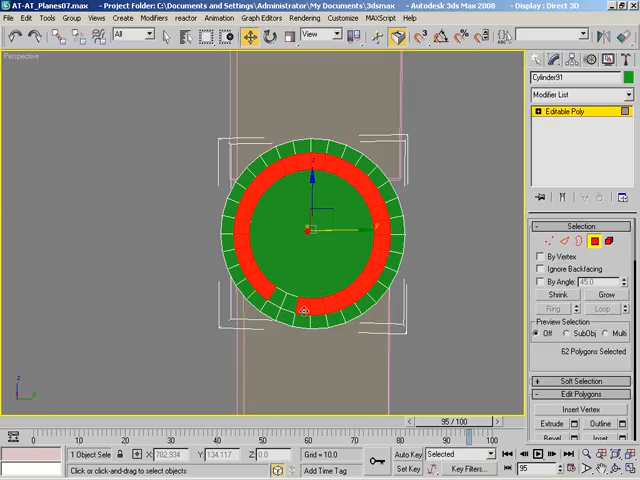 AT-AT_Planes07.max - Project Folder: C:\Documents and Settings\Administrator\My Documents\3dsmax - Autodesk 3ds Max 2008 - Display : Direct 3D
File Edit Tools Group Views Create Modifiers reactor Animation Graph Editors Rendering Customize MAXScript Help
All
View
Perspective
Cylinder91
Modifier List
Editable Poly
Selection
By Vertex
Ignore Backfacing
By Angle: 45.0
Shrink Grow
Ring Loop
Preview Selection
Off SubObj Multi
62 Polygons Selected
Soft Selection
Edit Polygons
Insert Vertex
Extrude Outline
Bevel Inset
z
95 / 100
0 10 20 30 40 50 60 70 80 90 100
1 Object Sele X: 782.934 Y: 134.117 Z: 0.0 Grid = 10.0 Auto Key Selected
Click or click-and-drag to select objects Add Time Tag Set Key Key Filters... 95